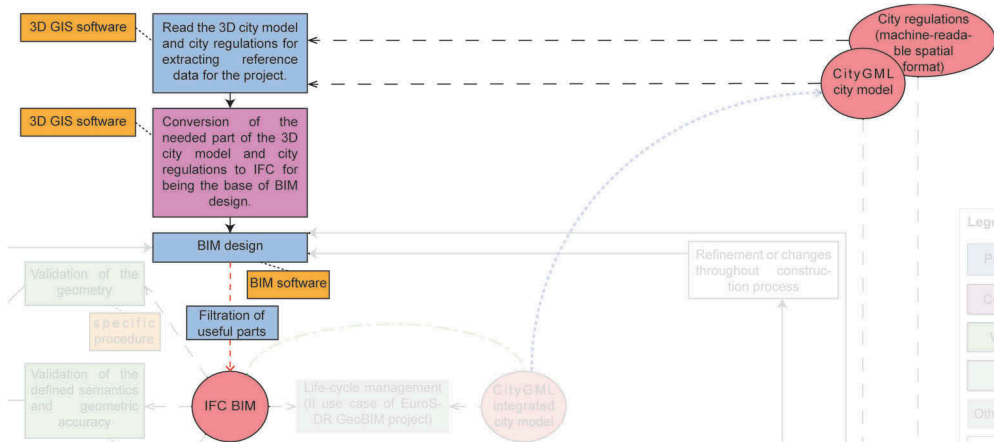 3D GIS software
Read the 3D city model
and city regulations for
extracting reference
data for the project.
City regulations
(machine-reada-
ble spatial
format)
CityGML
city model
3D GIS software
Conversion of the
needed part of the 3D
city model and city
regulations to IFC for
being the base of BIM
design.
BIM design
BIM software
Filtration of
useful parts
Refinement or changes
throughout construc-
tion process
Validation of the
geometry
specific
procedure
Validation of the
defined semantics
and geometric
accuracy
IFC BIM
Life-cycle management
(II use case of EuroS-
DR GeoBIM project)
CityGML
integrated
city model
Lege
P
C
V
Oth